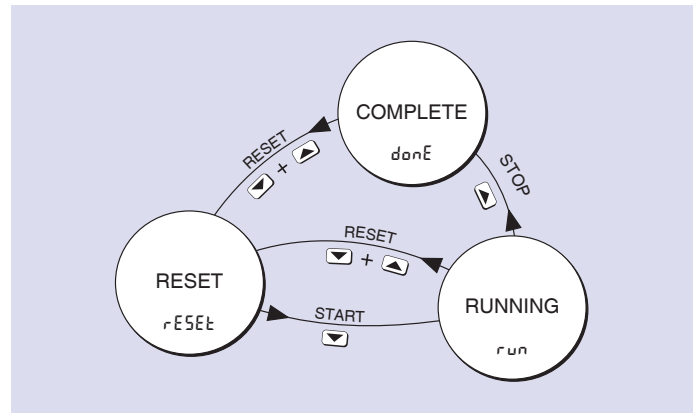 COMPLETE
donE
RESET
+
STOP
RESET
+
RESET
rESEt
START
RUNNING
run